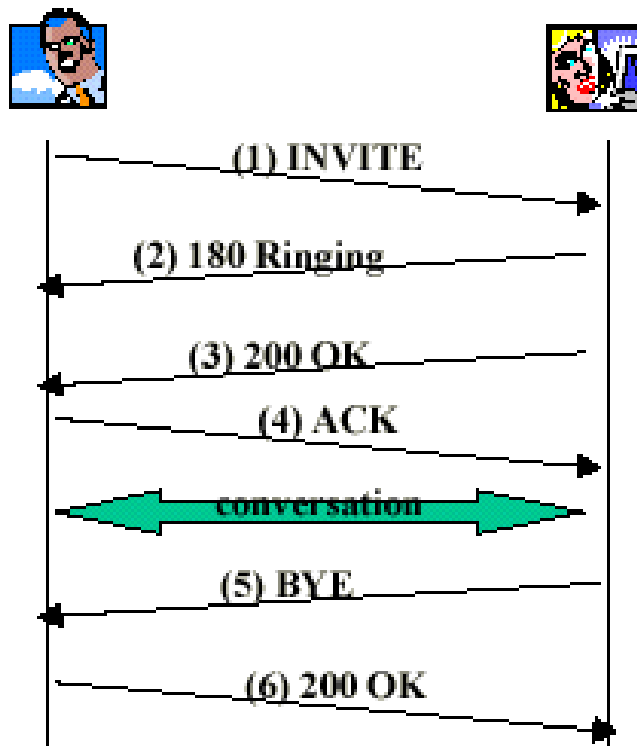 (1) INVITE
(2) 180 Ringing
(3) 200 OK
(4) ACK
conversation
(5) BYE
(6) 200 OK